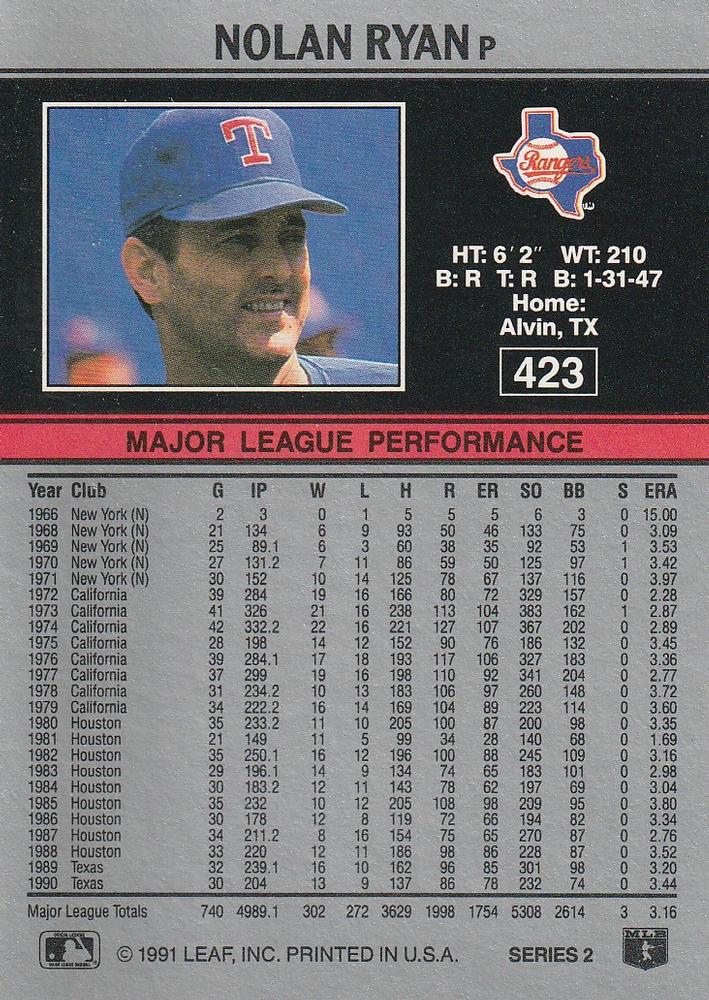 NOLAN RYAN P
T
Rangers
TM
HT: 6' 2" WT: 210
B: R T: R B: 1-31-47
Home:
Alvin, TX
423
MAJOR LEAGUE PERFORMANCE
Year Club G IP W L H R ER SO BB S ERA
1966 New York (N) 2 3 0 1 5 5 5 6 3 0 15.00
1968 New York (N) 21 134 6 9 93 50 46 133 75 0 3.09
1969 New York (N) 25 89.1 6 3 60 38 35 92 53 1 3.53
1970 New York (N) 27 131.2 7 11 86 59 50 125 97 1 3.42
1971 New York (N) 30 152 10 14 125 78 67 137 116 0 3.97
1972 California 39 284 19 16 166 80 72 329 157 0 2.28
1973 California 41 326 21 16 238 113 104 383 162 1 2.87
1974 California 42 332.2 22 16 221 127 107 367 202 0 2.89
1975 California 28 198 14 12 152 90 76 186 132 0 3.45
1976 California 39 284.1 17 18 193 117 106 327 183 0 3.36
1977 California 37 299 19 16 198 110 92 341 204 0 2.77
1978 California 31 234.2 10 13 183 106 97 260 148 0 3.72
1979 California 34 222.2 16 14 169 104 89 223 114 0 3.60
1980 Houston 35 233.2 11 10 205 100 87 200 98 0 3.35
1981 Houston 21 149 11 5 99 34 28 140 68 0 1.69
1982 Houston 35 250.1 16 12 196 100 88 245 109 0 3.16
1983 Houston 29 196.1 14 9 134 74 65 183 101 0 2.98
1984 Houston 30 183.2 12 11 143 78 62 197 69 0 3.04
1985 Houston 35 232 10 12 205 108 98 209 95 0 3.80
1986 Houston 30 178 12 8 119 72 66 194 82 0 3.34
1987 Houston 34 211.2 8 16 154 75 65 270 87 0 2.76
1988 Houston 33 220 12 11 186 98 86 228 87 0 3.52
1989 Texas 32 239.1 16 10 162 96 85 301 98 0 3.20
1990 Texas 30 204 13 9 137 86 78 232 74 0 3.44
Major League Totals 740 4989.1 302 272 3629 1998 1754 5308 2614 3 3.16
© 1991 LEAF, INC. PRINTED IN U.S.A. SERIES 2
MLB